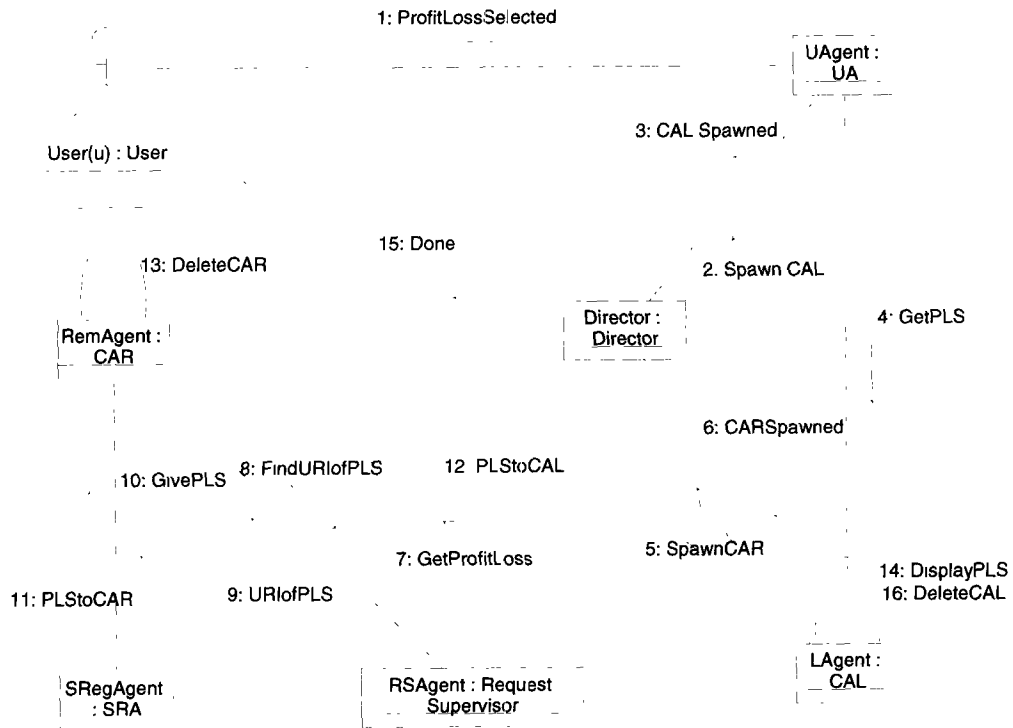 1: ProfitLossSelected
UAgent :
UA
3: CAL Spawned
User(u) : User
15: Done
13: DeleteCAR
2. Spawn CAL
Director :
Director
4: GetPLS
RemAgent :
CAR
6: CARSpawned
8: FindURIofPLS
12 PLStoCAL
10: GivePLS
5: SpawnCAR
7: GetProfitLoss
14: DisplayPLS
16: DeleteCAL
9: URIofPLS
11: PLStoCAR
LAgent :
CAL
SRegAgent
: SRA
RSAgent : Request
Supervisor